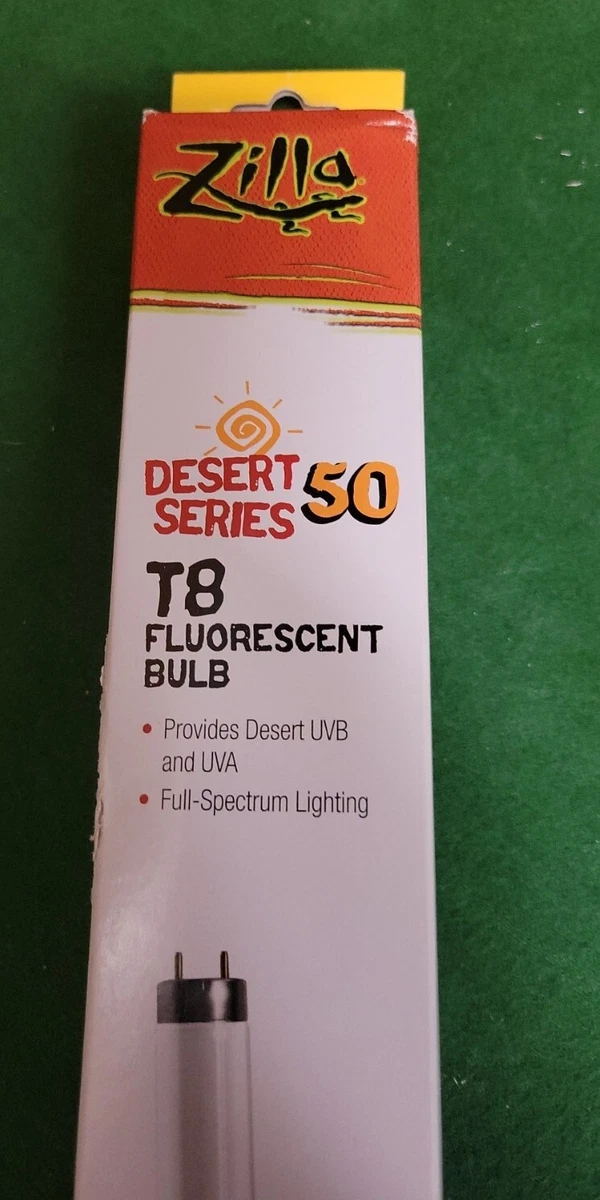 Zilla
DESERT
SERIES 50
T8
FLUORESCENT
BULB
• Provides Desert UVB
and UVA
• Full-Spectrum Lighting